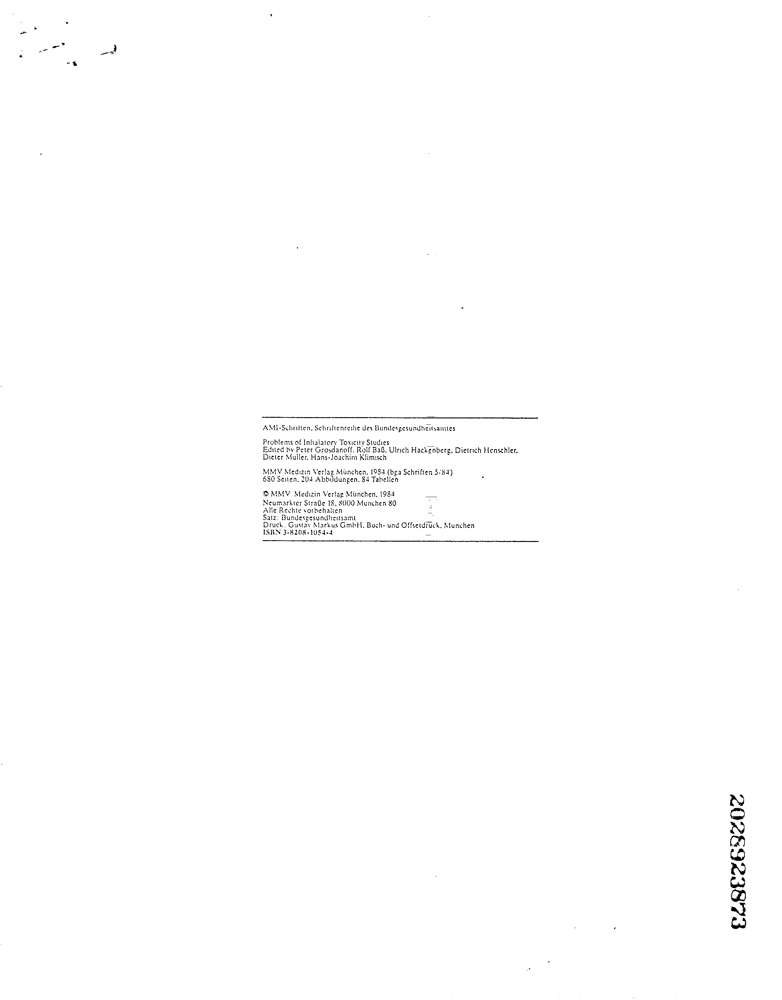 AMI-Schriften, Schriftenreihe des Bundesgesundheitsamtes
Problems of Inhalatory Toxicity Studies
Edited by Peter Grosdanoff, Rolf Baß, Ulrich Hackenberg, Dietrich Henschler,
Dieter Müller, Hans-Joachim Klimisch
MMV Medizin Verlag München, 1984 (bga Schriften 5/84)
680 Seiten, 204 Abbildungen, 84 Tabellen
© MMV Medizin Verlag München, 1984
Neumarkter Straße 18, 8000 München 80
Alle Rechte vorbehalten
Satz: Bundesgesundheitsamt
Druck: Gustav Markus GmbH, Buch- und Offsetdruck, München
ISBN 3-8208-1054-4
2028923873